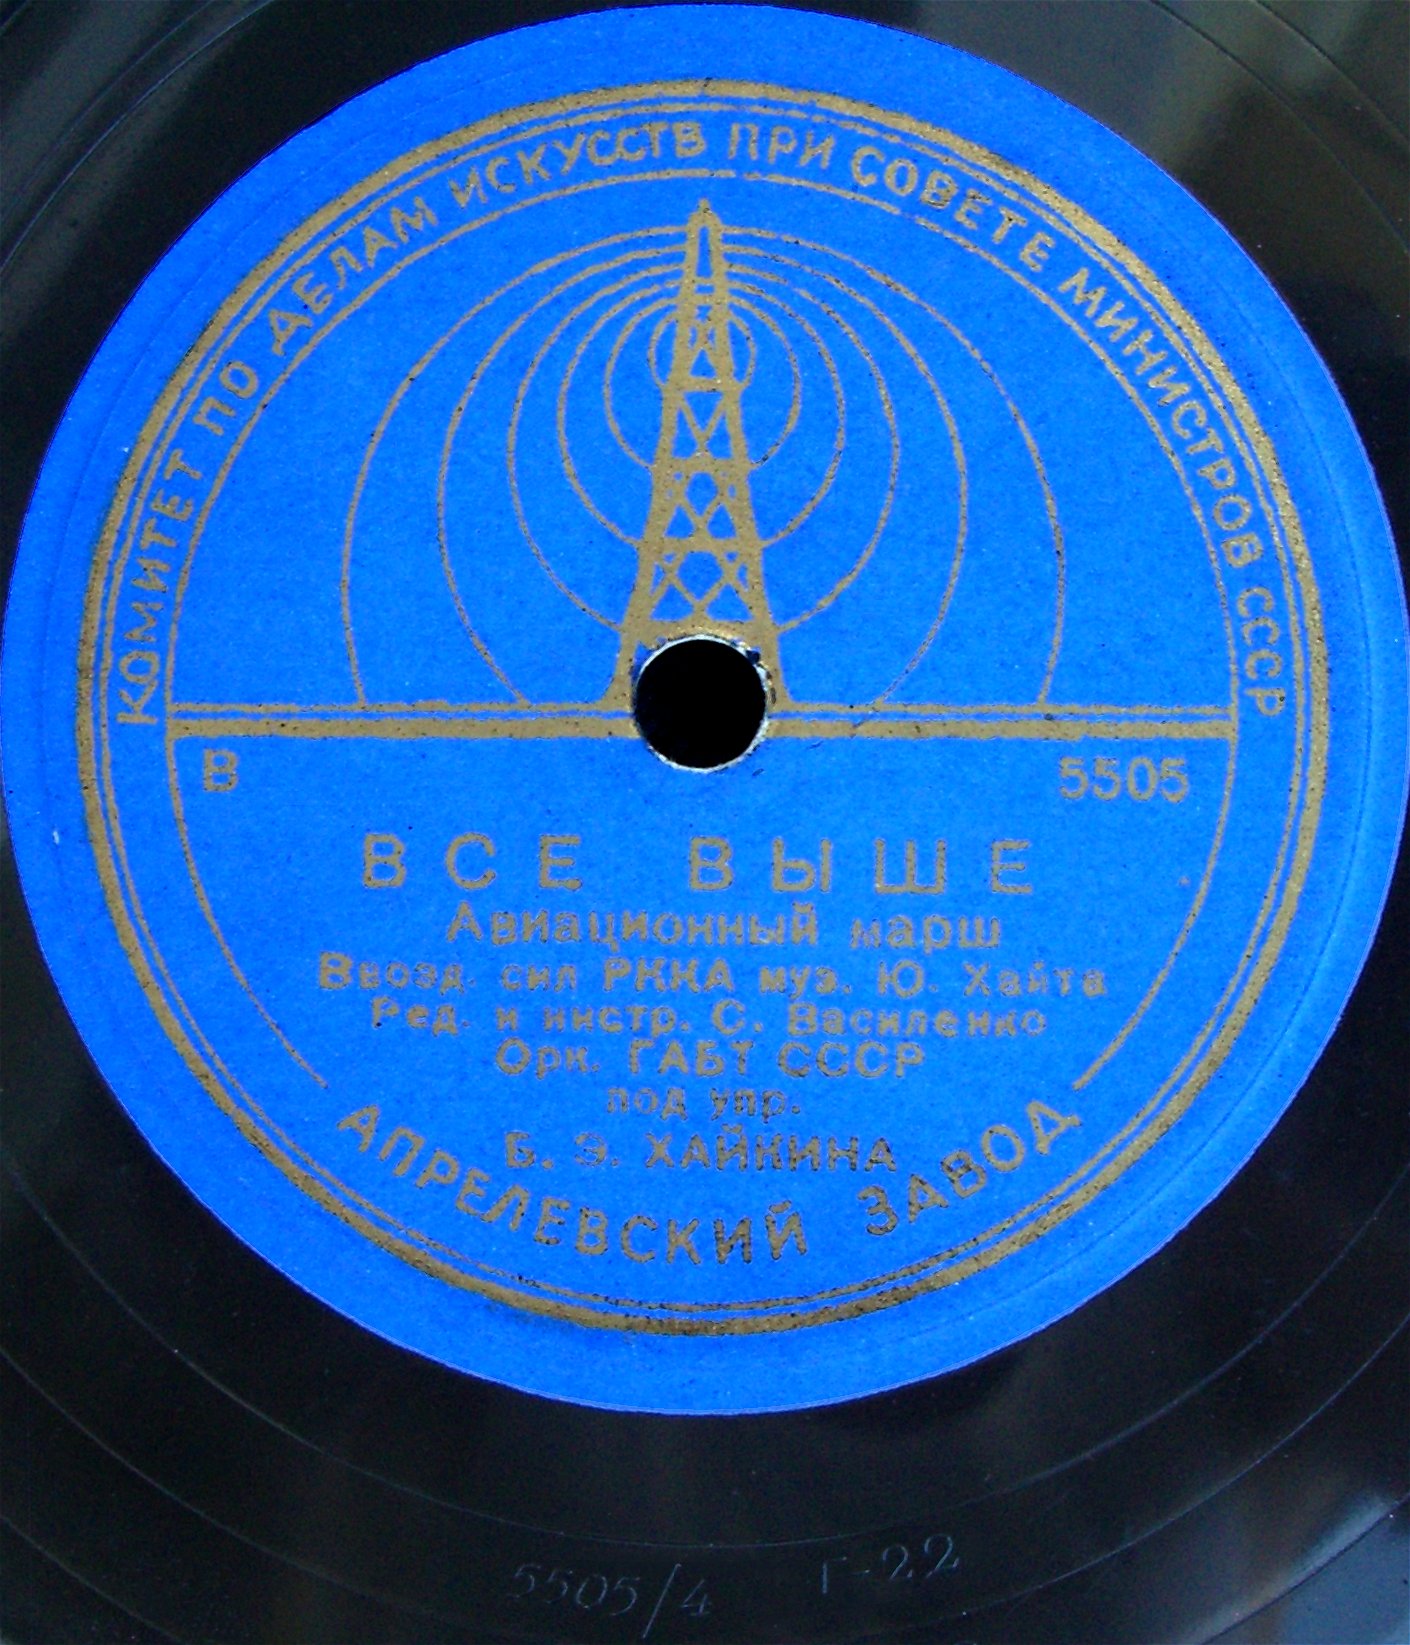 КОМИТЕТ ПО ДЕЛАМ ИСКУССТВ ПРИ СОВЕТЕ МИНИСТРОВ СССР
В 5505
ВСЕ ВЫШЕ
Авиационный марш
Ввозд. сил РККА муз. Ю. Хайта
Ред. и инстр. С. Василенко
Орк. ГАБТ СССР
под упр.
Б. Э. ХАЙКИНА
АПРЕЛЕВСКИЙ ЗАВОД
5505/4 Г-22